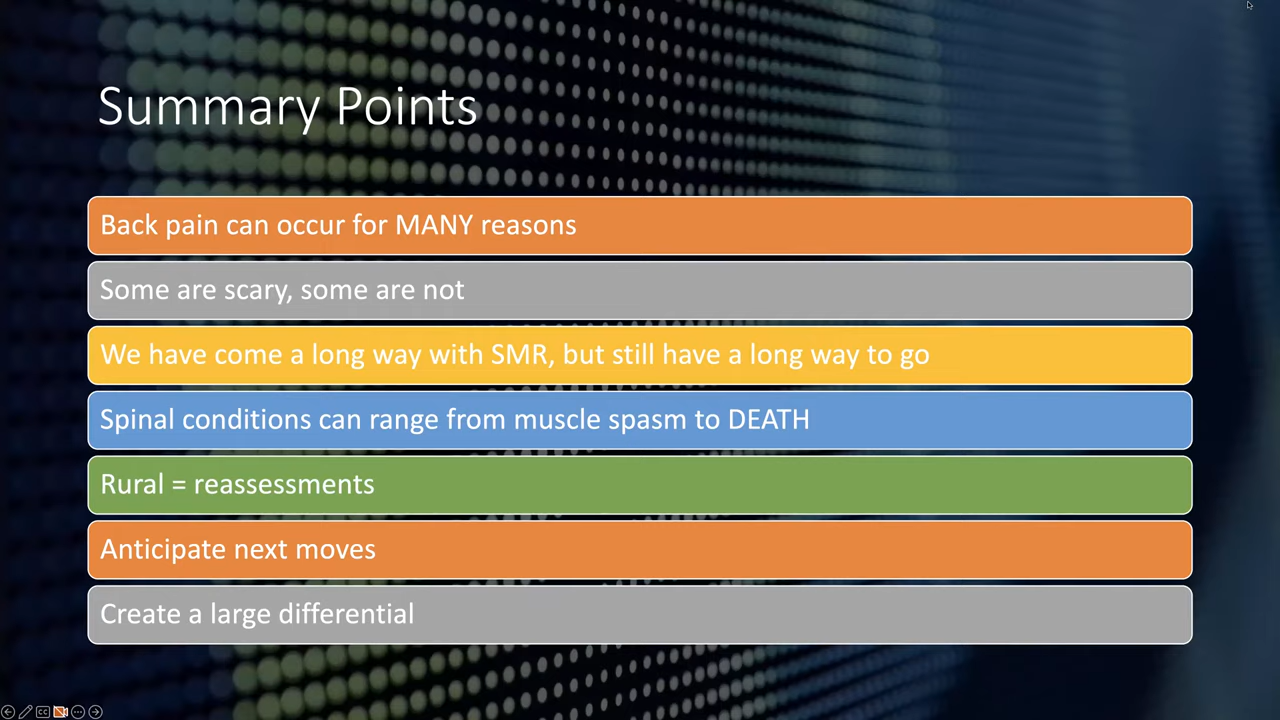 Summary Points
Back pain can occur for MANY reasons
Some are scary, some are not
We have come a long way with SMR, but still have a long way to go
Spinal conditions can range from muscle spasm to DEATH
Rural = reassessments
Anticipate next moves
Create a large differential
CC